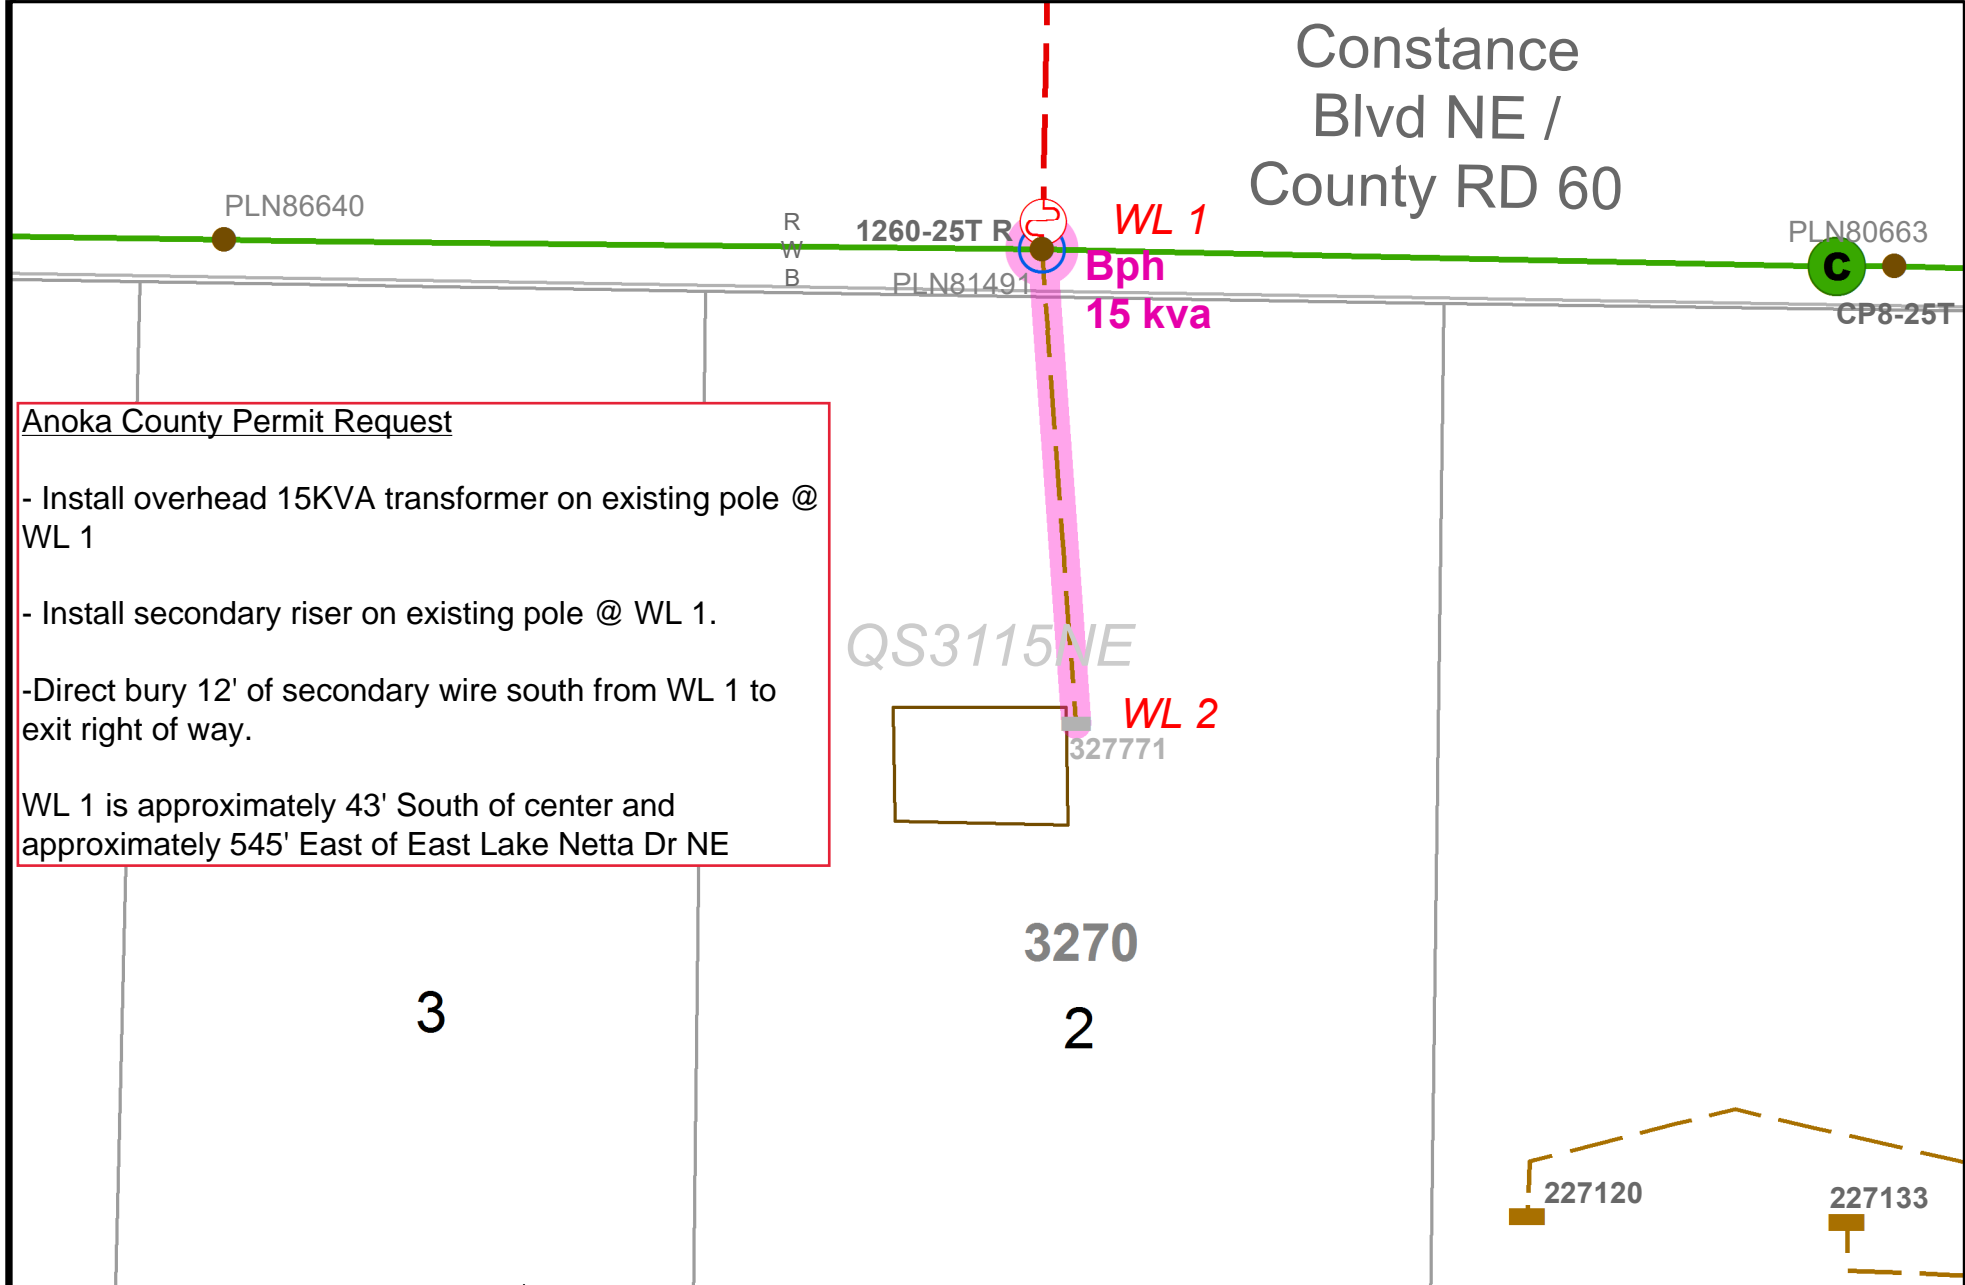 Constance
Blvd NE /
County RD 60
PLN86640
R
W
B
1260-25T R
WL 1
PLN80663
C
Bph
PLN81491
15 kva
CP8-25T
Anoka County Permit Request
- Install overhead 15KVA transformer on existing pole @
WL 1
- Install secondary riser on existing pole @ WL 1.
-Direct bury 12' of secondary wire south from WL 1 to
exit right of way.
WL 1 is approximately 43' South of center and
approximately 545' East of East Lake Netta Dr NE
QS3115NE
WL 2
327771
3270
3
2
227120
227133